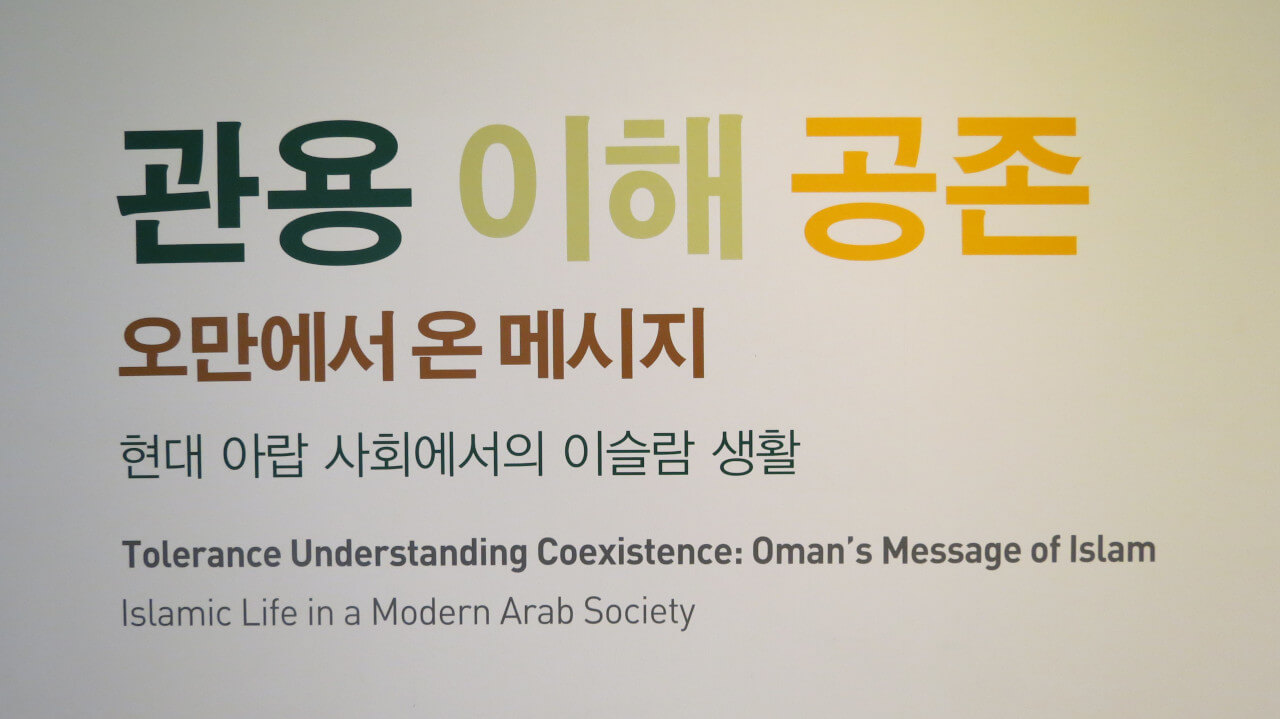 관용 이해 공존
오만에서 온 메시지
현대 아랍 사회에서의 이슬람 생활
Tolerance Understanding Coexistence: Oman's Message of Islam
Islamic Life in a Modern Arab Society